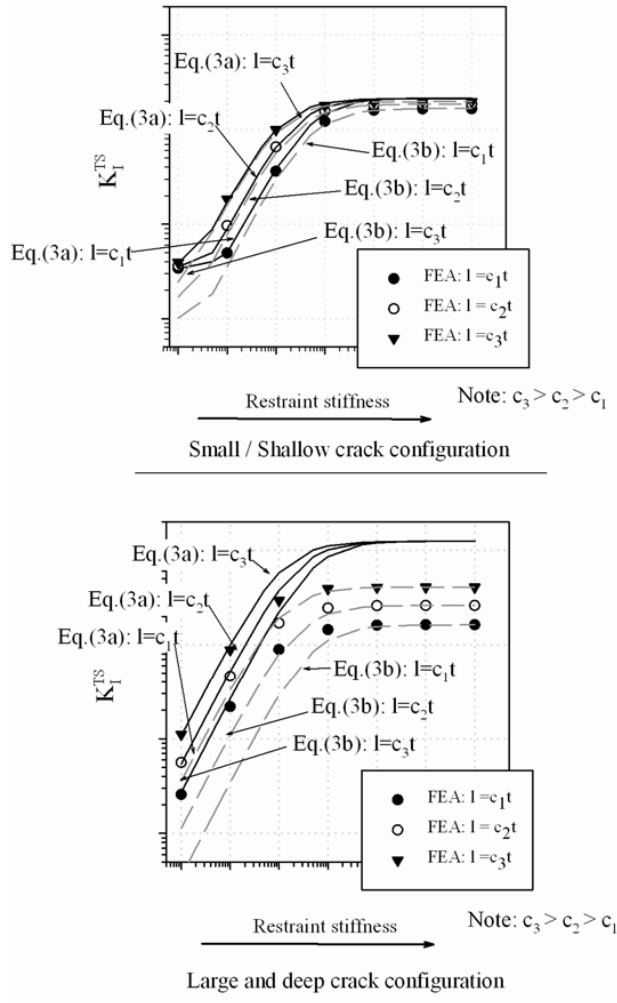 Eq.(3a): l=c₃t
Eq.(3a): l=c₂t
Eq.(3b): l=c₁t
Eq.(3b): l=c₂t
Eq.(3a): l=c₁t
Eq.(3b): l=c₃t
K_I^TS
FEA: l=c₁t
FEA: l = c₂t
FEA: l=c₃t
Restraint stiffness
Note: c₃ > c₂ > c₁
Small / Shallow crack configuration
Eq.(3a): l=c₃t
Eq.(3a): l=c₂t
Eq.(3a): l=c₁t
Eq.(3b): l=c₁t
K_I^TS
Eq.(3b): l=c₂t
Eq.(3b): l=c₃t
FEA: l =c₁t
FEA: l = c₂t
FEA: l=c₃t
Restraint stiffness
Note: c₃ > c₂ > c₁
Large and deep crack configuration